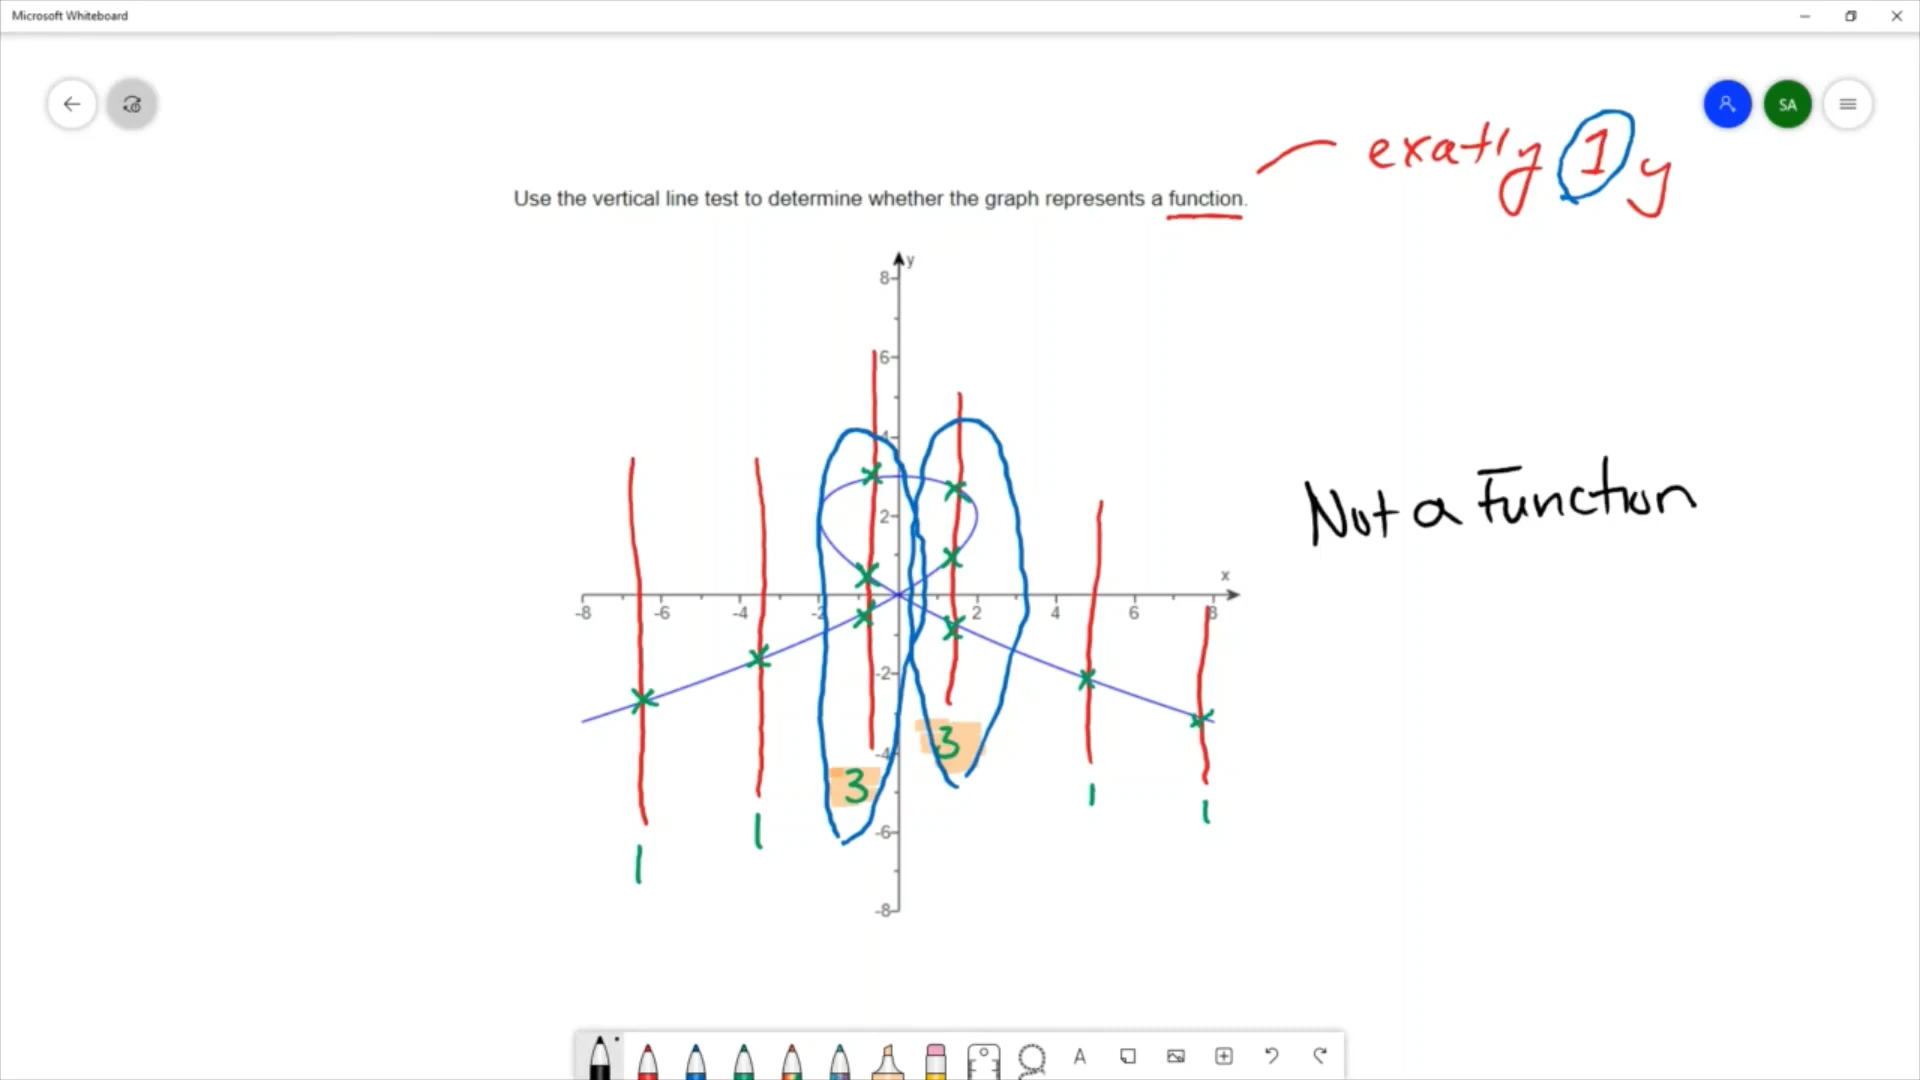 Microsoft Whiteboard
SA
exatly 1 y
Use the vertical line test to determine whether the graph represents a function.
y
8
6
4
2
x
-8 -6 -4 -2 2 4 6 8
-2
-4
-6
-8
Not a Function
3
3
1
1
1
1
A